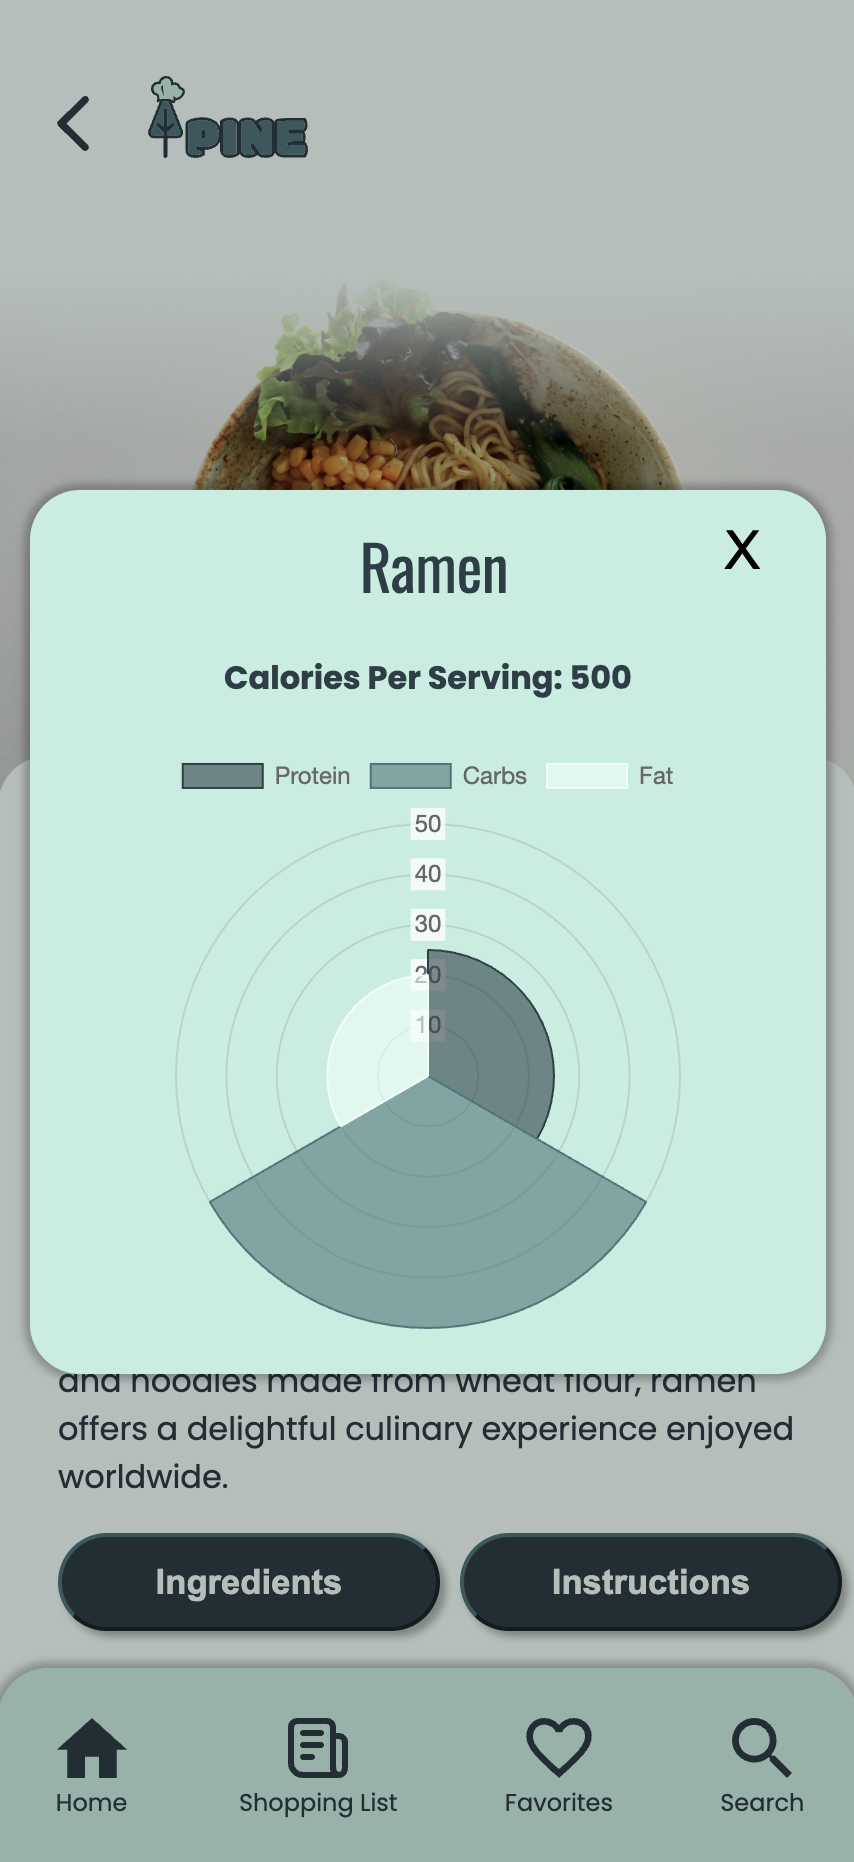 PINE
Ramen
X
Calories Per Serving: 500
Protein Carbs Fat
50
40
30
20
10
and noodles made from wheat flour, ramen
offers a delightful culinary experience enjoyed
worldwide.
Ingredients Instructions
Home Shopping List Favorites Search